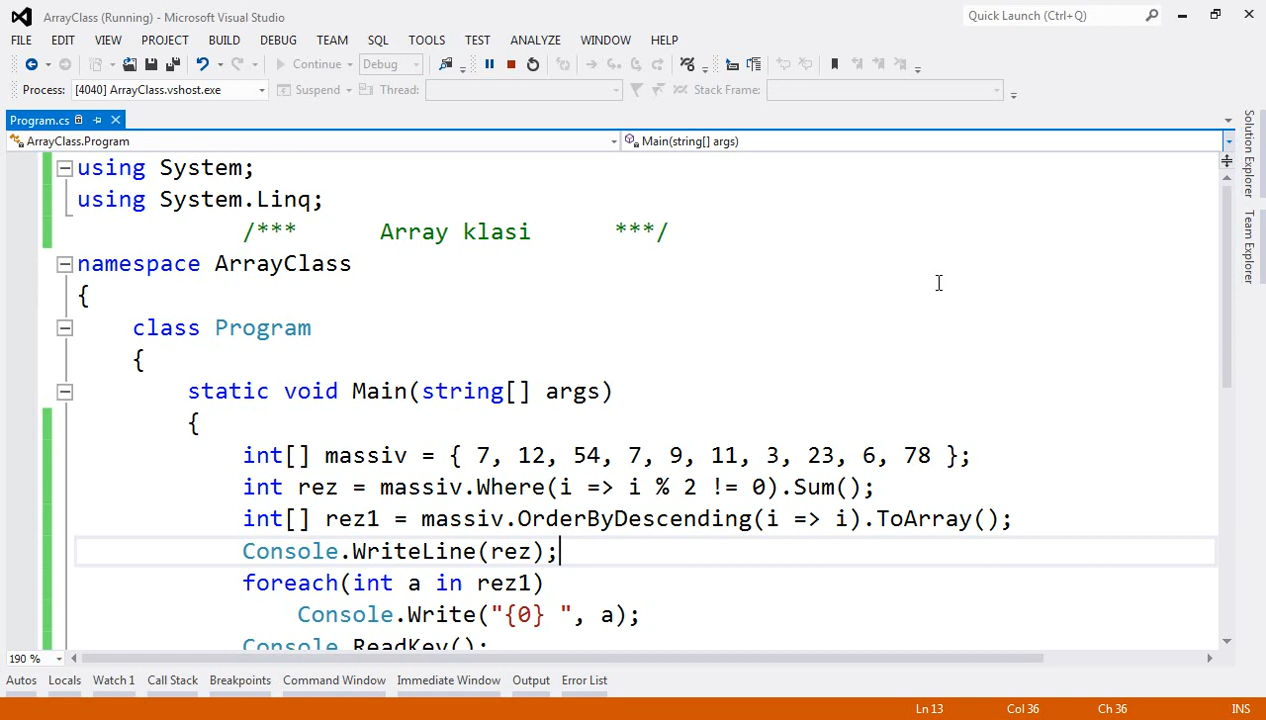 ArrayClass (Running) - Microsoft Visual Studio
Quick Launch (Ctrl+Q)
FILE EDIT VIEW PROJECT BUILD DEBUG TEAM SQL TOOLS TEST ANALYZE WINDOW HELP
Continue Debug
Process: [4040] ArrayClass.vshost.exe Suspend Thread: Stack Frame:
Program.cs
ArrayClass.Program Main(string[] args)
using System;
using System.Linq;
/*** Array klasi ***/
namespace ArrayClass
{
class Program
{
static void Main(string[] args)
{
int[] massiv = { 7, 12, 54, 7, 9, 11, 3, 23, 6, 78 };
int rez = massiv.Where(i => i % 2 != 0).Sum();
int[] rez1 = massiv.OrderByDescending(i => i).ToArray();
Console.WriteLine(rez);
foreach(int a in rez1)
Console.Write("{0} ", a);
Console.ReadKey();
190 %
Autos Locals Watch 1 Call Stack Breakpoints Command Window Immediate Window Output Error List
Ln 13 Col 36 Ch 36 INS
Solution Explorer
Team Explorer